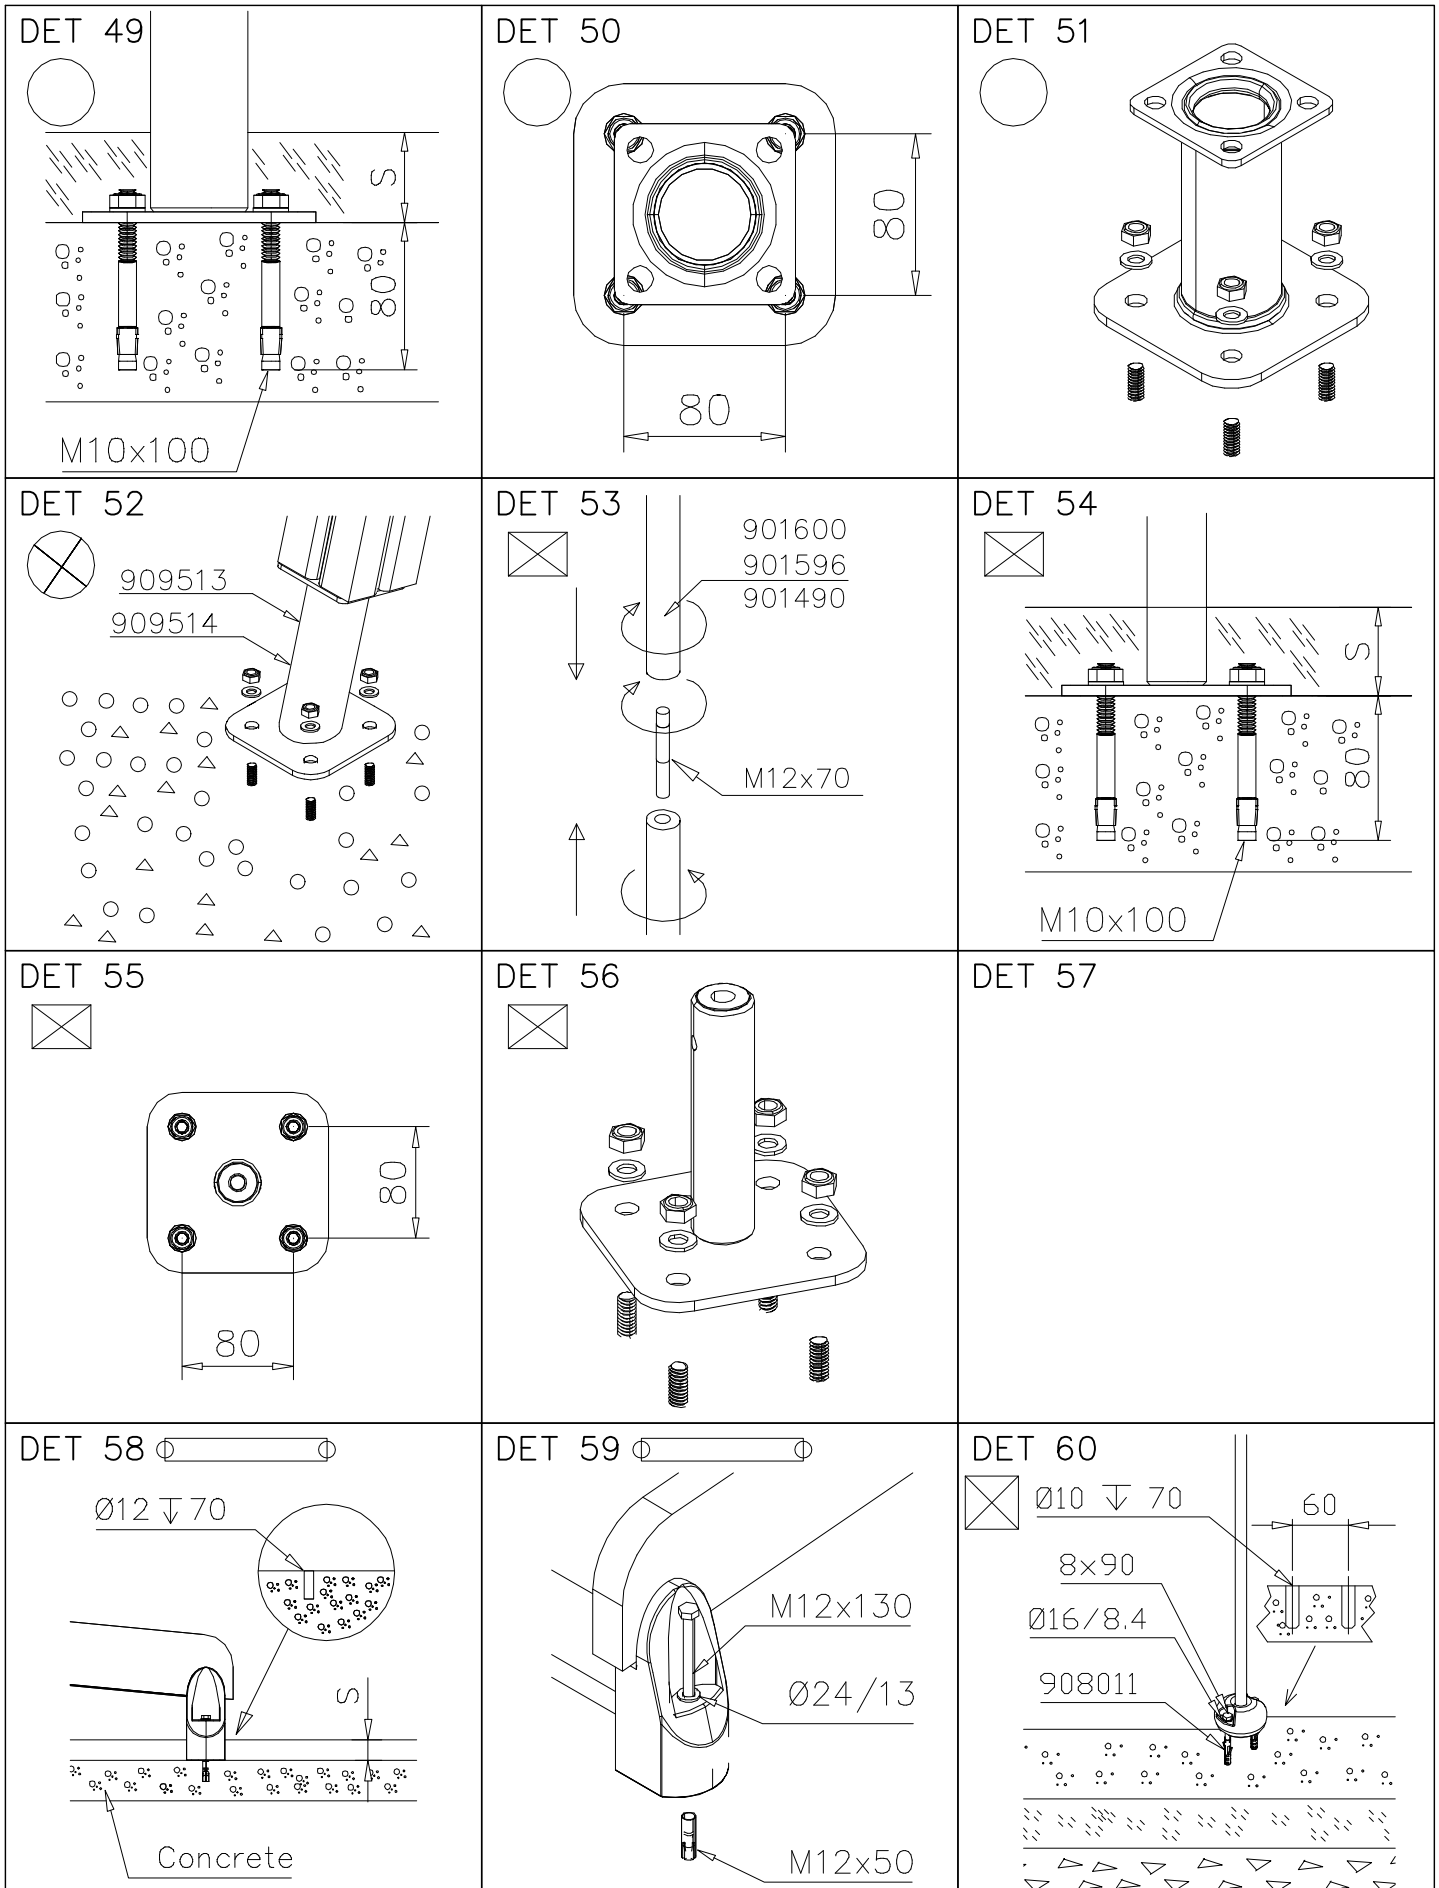 DET 49
S
80
M10x100
DET 50
80
80
DET 51
DET 52
909513
909514
DET 53
901600
901596
901490
M12x70
DET 54
S
80
M10x100
DET 55
80
80
DET 56
DET 57
DET 58
Ø12 ↧ 70
S
Concrete
DET 59
M12x130
Ø24/13
M12x50
DET 60
Ø10 ↧ 70
60
8x90
Ø16/8.4
908011